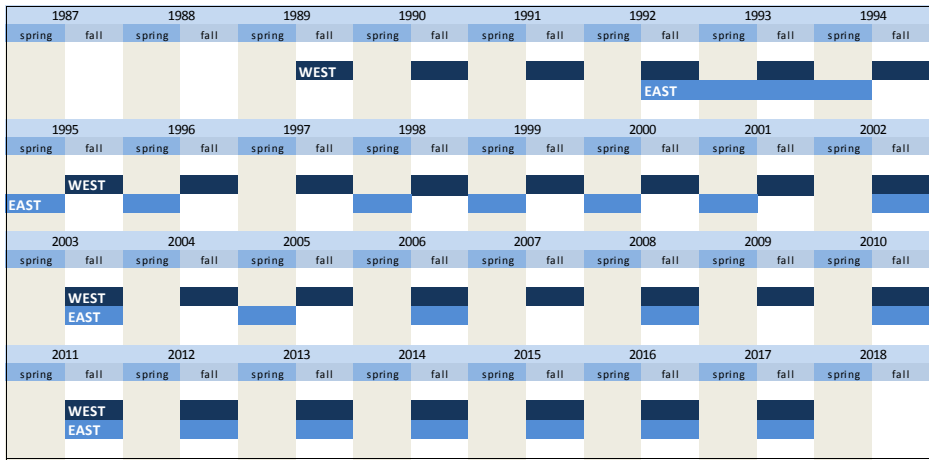 1987 1988 1989 1990 1991 1992 1993 1994
spring fall spring fall spring fall spring fall spring fall spring fall spring fall spring fall
WEST
EAST
1995 1996 1997 1998 1999 2000 2001 2002
spring fall spring fall spring fall spring fall spring fall spring fall spring fall spring fall
WEST
EAST
2003 2004 2005 2006 2007 2008 2009 2010
spring fall spring fall spring fall spring fall spring fall spring fall spring fall spring fall
WEST
EAST
2011 2012 2013 2014 2015 2016 2017 2018
spring fall spring fall spring fall spring fall spring fall spring fall spring fall spring fall
WEST
EAST